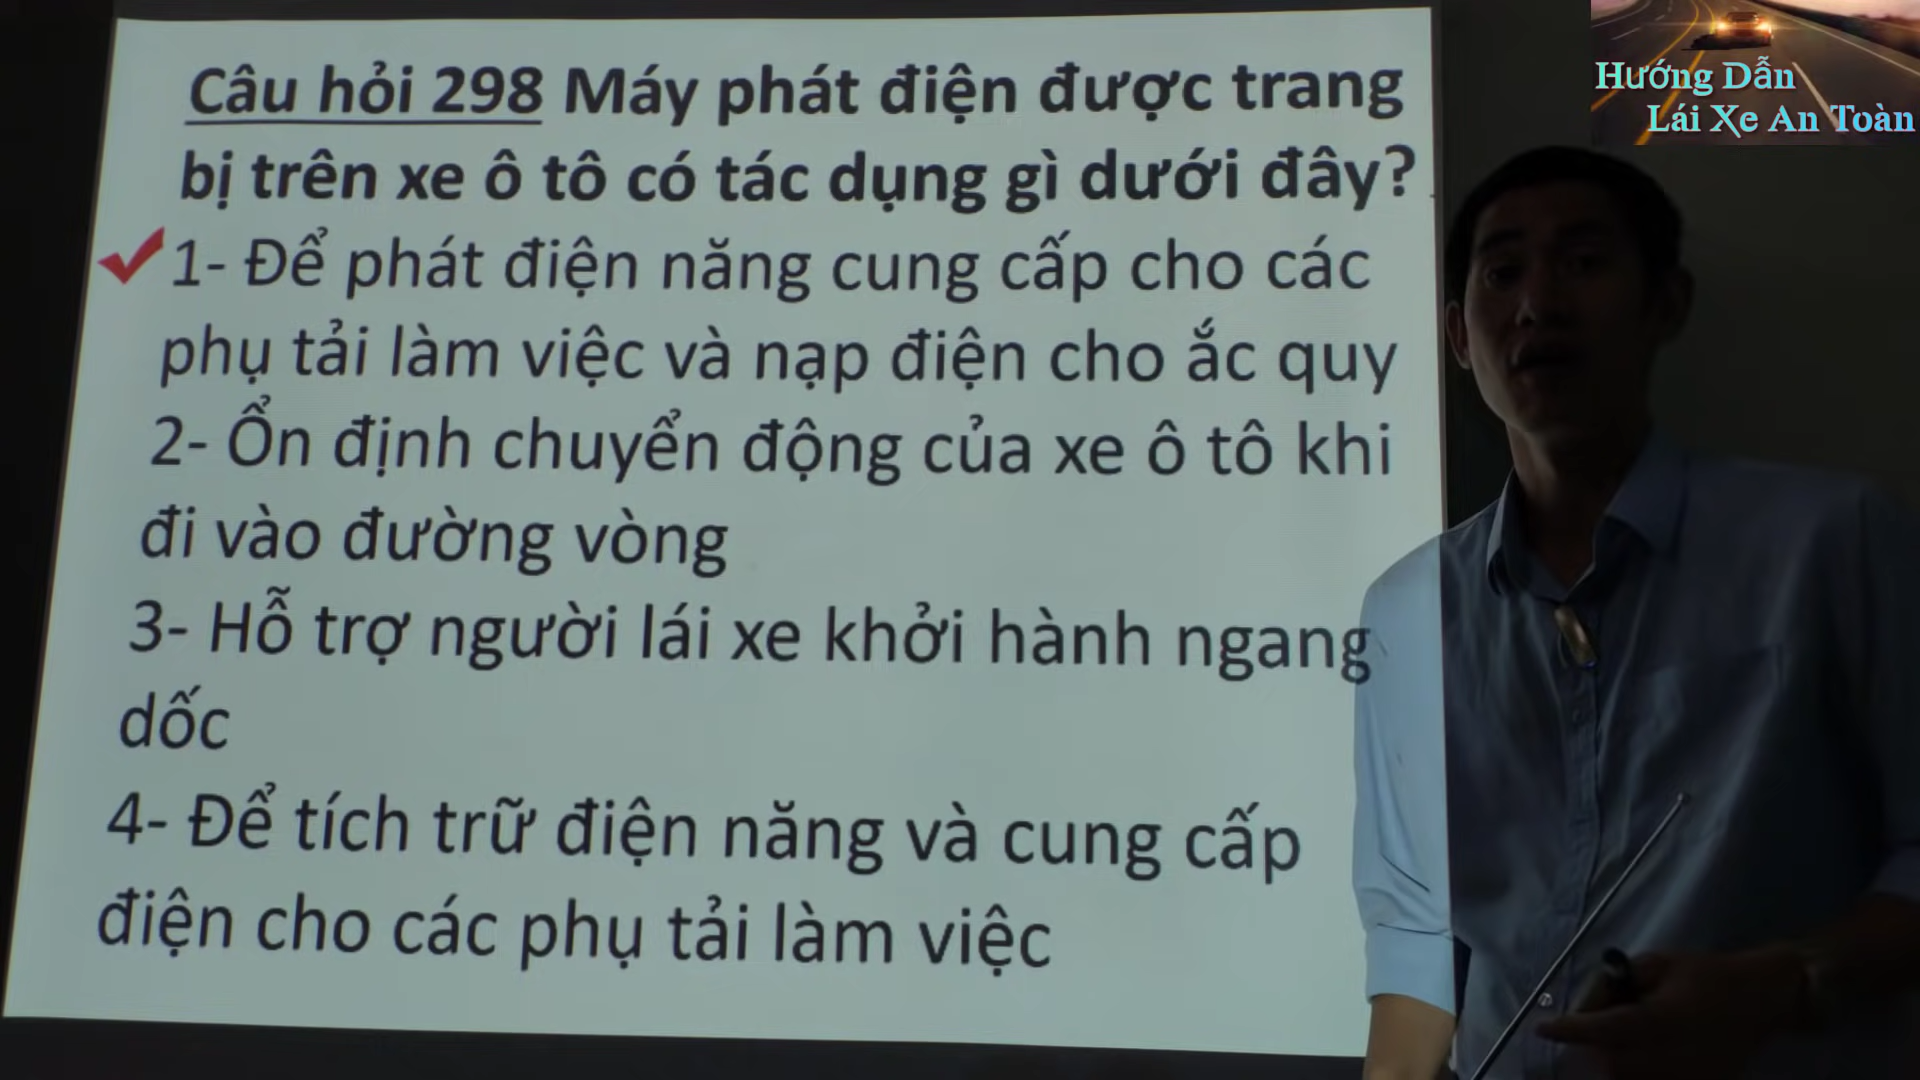 Câu hỏi 298 Máy phát điện được trang
bị trên xe ô tô có tác dụng gì dưới đây?
1- Để phát điện năng cung cấp cho các
phụ tải làm việc và nạp điện cho ắc quy
2- Ổn định chuyển động của xe ô tô khi
đi vào đường vòng
3- Hỗ trợ người lái xe khởi hành ngang
dốc
4- Để tích trữ điện năng và cung cấp
điện cho các phụ tải làm việc
Hướng Dẫn
Lái Xe An Toàn